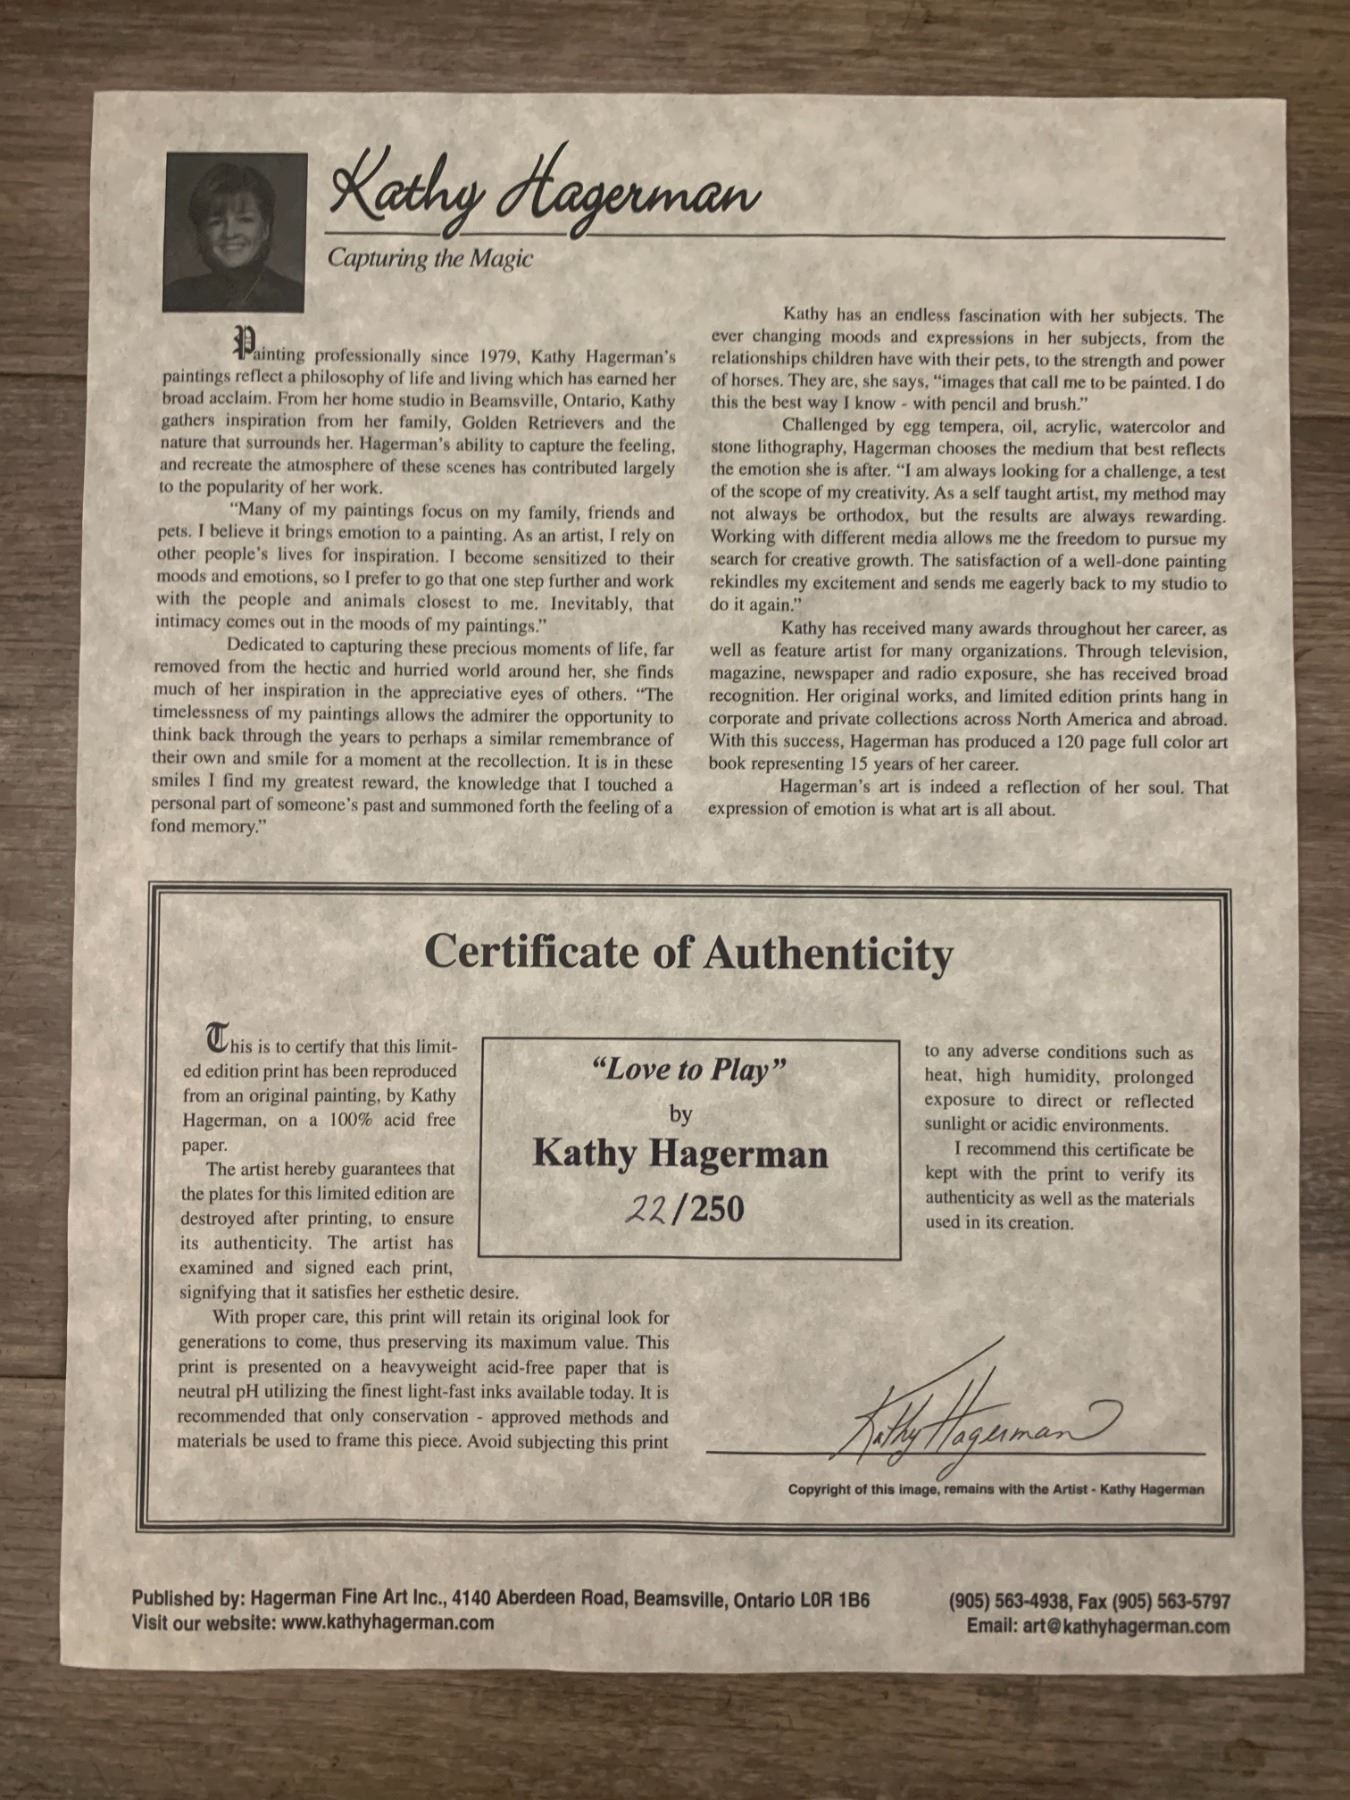 Kathy Hagerman
Capturing the Magic
Painting professionally since 1979, Kathy Hagerman's
paintings reflect a philosophy of life and living which has earned her
broad acclaim. From her home studio in Beamsville, Ontario, Kathy
gathers inspiration from her family, Golden Retrievers and the
nature that surrounds her. Hagerman's ability to capture the feeling,
and recreate the atmosphere of these scenes has contributed largely
to the popularity of her work.
"Many of my paintings focus on my family, friends and
pets. I believe it brings emotion to a painting. As an artist, I rely on
other people's lives for inspiration. I become sensitized to their
moods and emotions, so I prefer to go that one step further and work
with the people and animals closest to me. Inevitably, that
intimacy comes out in the moods of my paintings."
Dedicated to capturing these precious moments of life, far
removed from the hectic and hurried world around her, she finds
much of her inspiration in the appreciative eyes of others. "The
timelessness of my paintings allows the admirer the opportunity to
think back through the years to perhaps a similar remembrance of
their own and smile for a moment at the recollection. It is in these
smiles I find my greatest reward, the knowledge that I touched a
personal part of someone's past and summoned forth the feeling of a
fond memory."
Kathy has an endless fascination with her subjects. The
ever changing moods and expressions in her subjects, from the
relationships children have with their pets, to the strength and power
of horses. They are, she says, "images that call me to be painted. I do
this the best way I know - with pencil and brush."
Challenged by egg tempera, oil, acrylic, watercolor and
stone lithography, Hagerman chooses the medium that best reflects
the emotion she is after. "I am always looking for a challenge, a test
of the scope of my creativity. As a self taught artist, my method may
not always be orthodox, but the results are always rewarding.
Working with different media allows me the freedom to pursue my
search for creative growth. The satisfaction of a well-done painting
rekindles my excitement and sends me eagerly back to my studio to
do it again."
Kathy has received many awards throughout her career, as
well as feature artist for many organizations. Through television,
magazine, newspaper and radio exposure, she has received broad
recognition. Her original works, and limited edition prints hang in
corporate and private collections across North America and abroad.
With this success, Hagerman has produced a 120 page full color art
book representing 15 years of her career.
Hagerman's art is indeed a reflection of her soul. That
expression of emotion is what art is all about.
Certificate of Authenticity
This is to certify that this limit-
ed edition print has been reproduced
from an original painting, by Kathy
Hagerman, on a 100% acid free
paper.
The artist hereby guarantees that
the plates for this limited edition are
destroyed after printing, to ensure
its authenticity. The artist has
examined and signed each print,
signifying that it satisfies her esthetic desire.
With proper care, this print will retain its original look for
generations to come, thus preserving its maximum value. This
print is presented on a heavyweight acid-free paper that is
neutral pH utilizing the finest light-fast inks available today. It is
recommended that only conservation - approved methods and
materials be used to frame this piece. Avoid subjecting this print
"Love to Play"
by
Kathy Hagerman
22/250
to any adverse conditions such as
heat, high humidity, prolonged
exposure to direct or reflected
sunlight or acidic environments.
I recommend this certificate be
kept with the print to verify its
authenticity as well as the materials
used in its creation.
Kathy Hagerman
Copyright of this image, remains with the Artist - Kathy Hagerman
Published by: Hagerman Fine Art Inc., 4140 Aberdeen Road, Beamsville, Ontario L0R 1B6
Visit our website: www.kathyhagerman.com
(905) 563-4938, Fax (905) 563-5797
Email: art@kathyhagerman.com